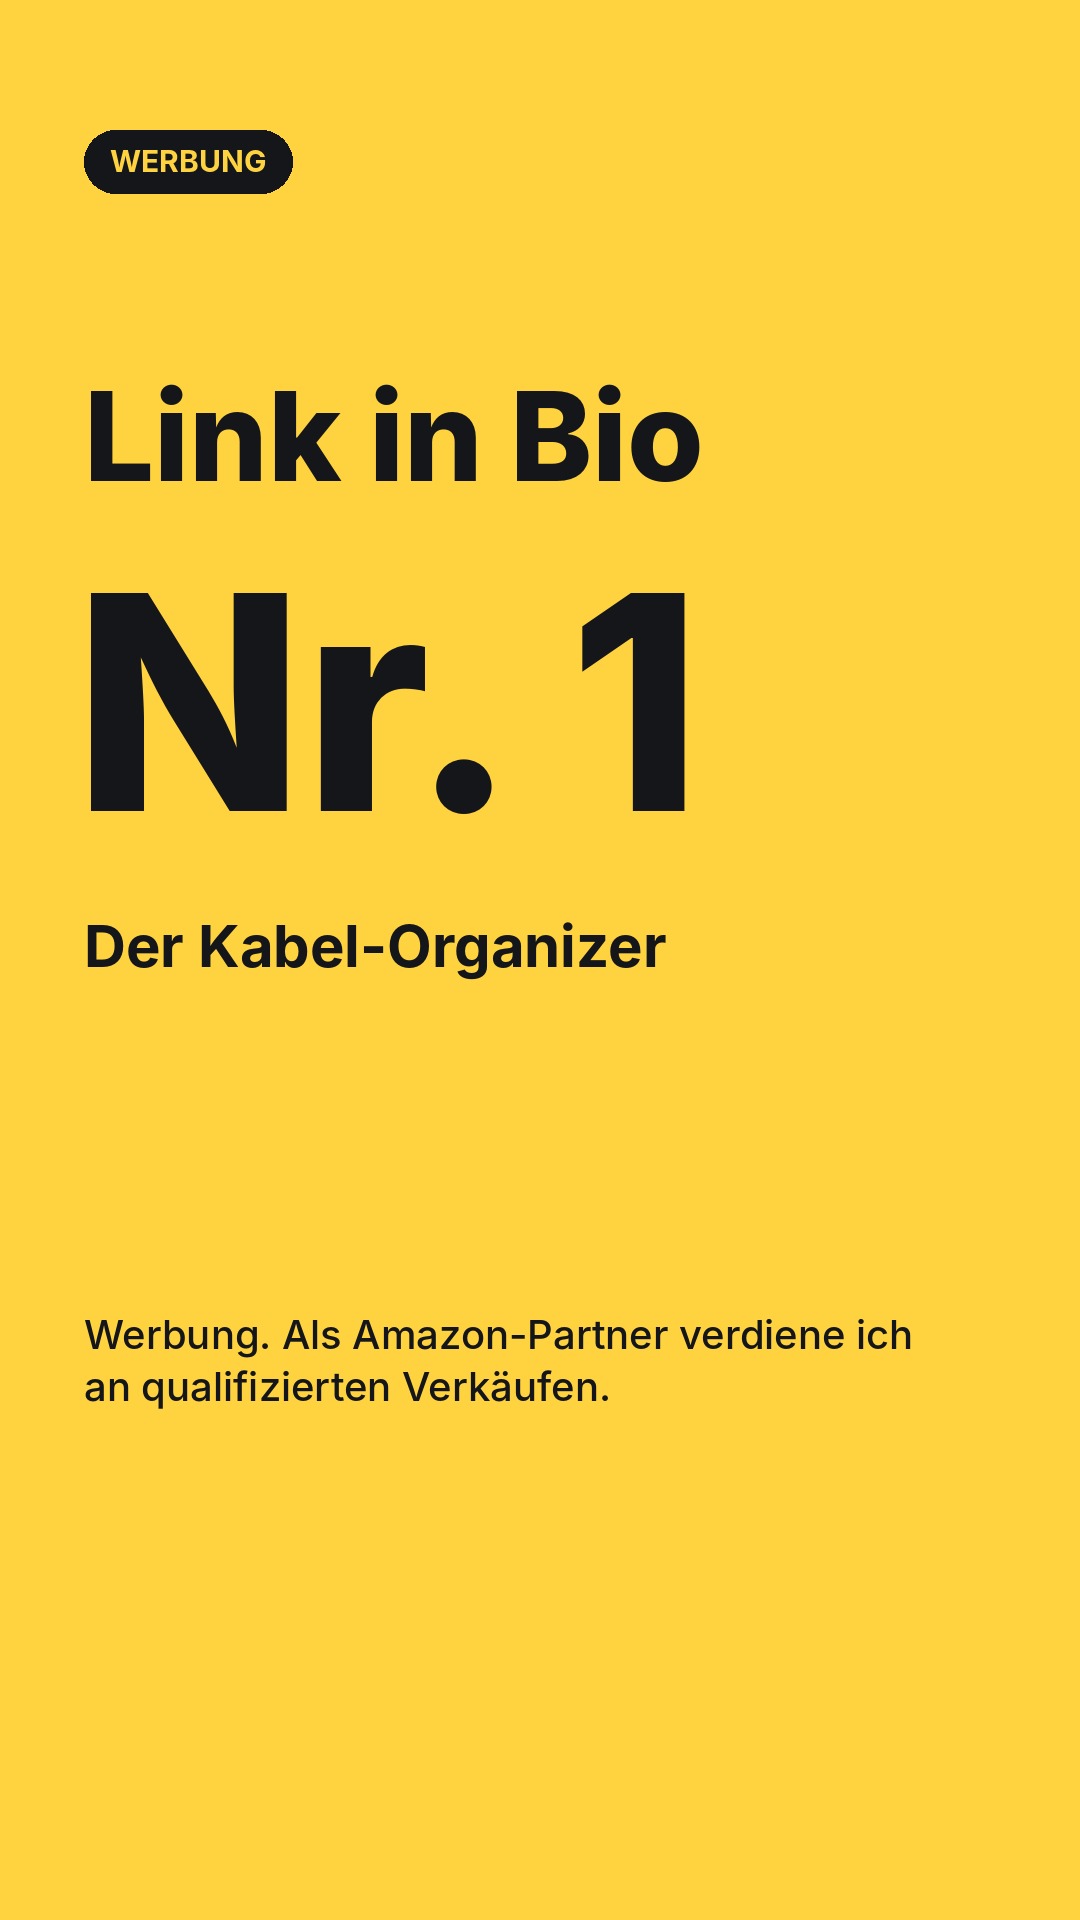 WERBUNG
Link in Bio
Nr. 1
Der Kabel-Organizer
Werbung. Als Amazon-Partner verdiene ich
an qualifizierten Verkäufen.